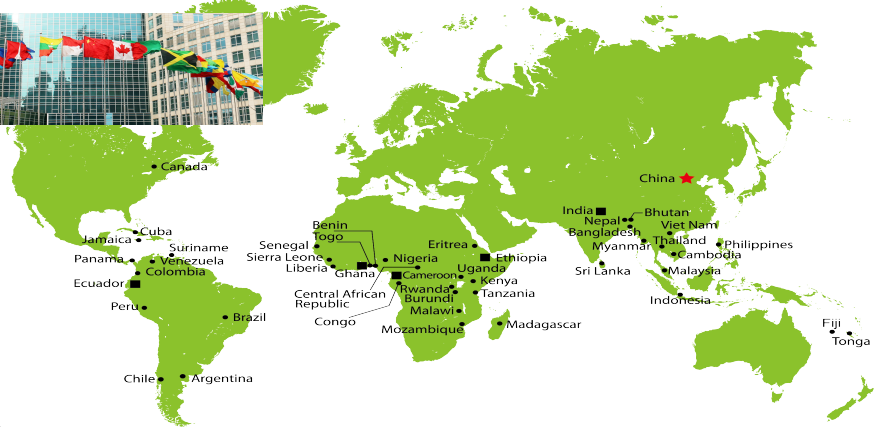 Canada
China
India
Bhutan
Nepal
Viet Nam
Bangladesh
Myanmar
Thailand
Philippines
Cambodia
Sri Lanka
Malaysia
Indonesia
Cuba
Jamaica
Suriname
Panama
Venezuela
Colombia
Ecuador
Peru
Brazil
Chile
Argentina
Benin
Togo
Senegal
Sierra Leone
Liberia
Ghana
Nigeria
Eritrea
Ethiopia
Cameroon
Uganda
Kenya
Rwanda
Burundi
Tanzania
Central African
Republic
Congo
Malawi
Mozambique
Madagascar
Fiji
Tonga